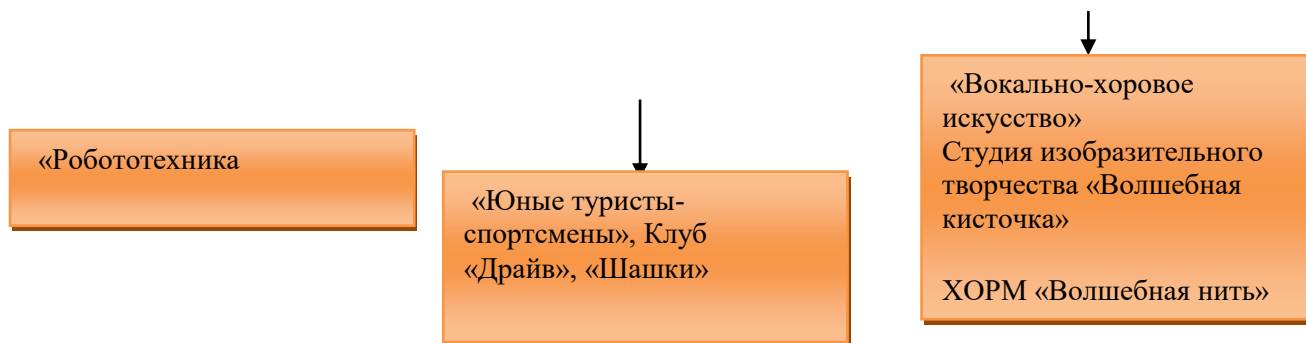 «Робототехника
«Юные туристы-
спортсмены», Клуб
«Драйв», «Шашки»
«Вокально-хоровое
искусство»
Студия изобразительного
творчества «Волшебная
кисточка»
ХОРМ «Волшебная нить»